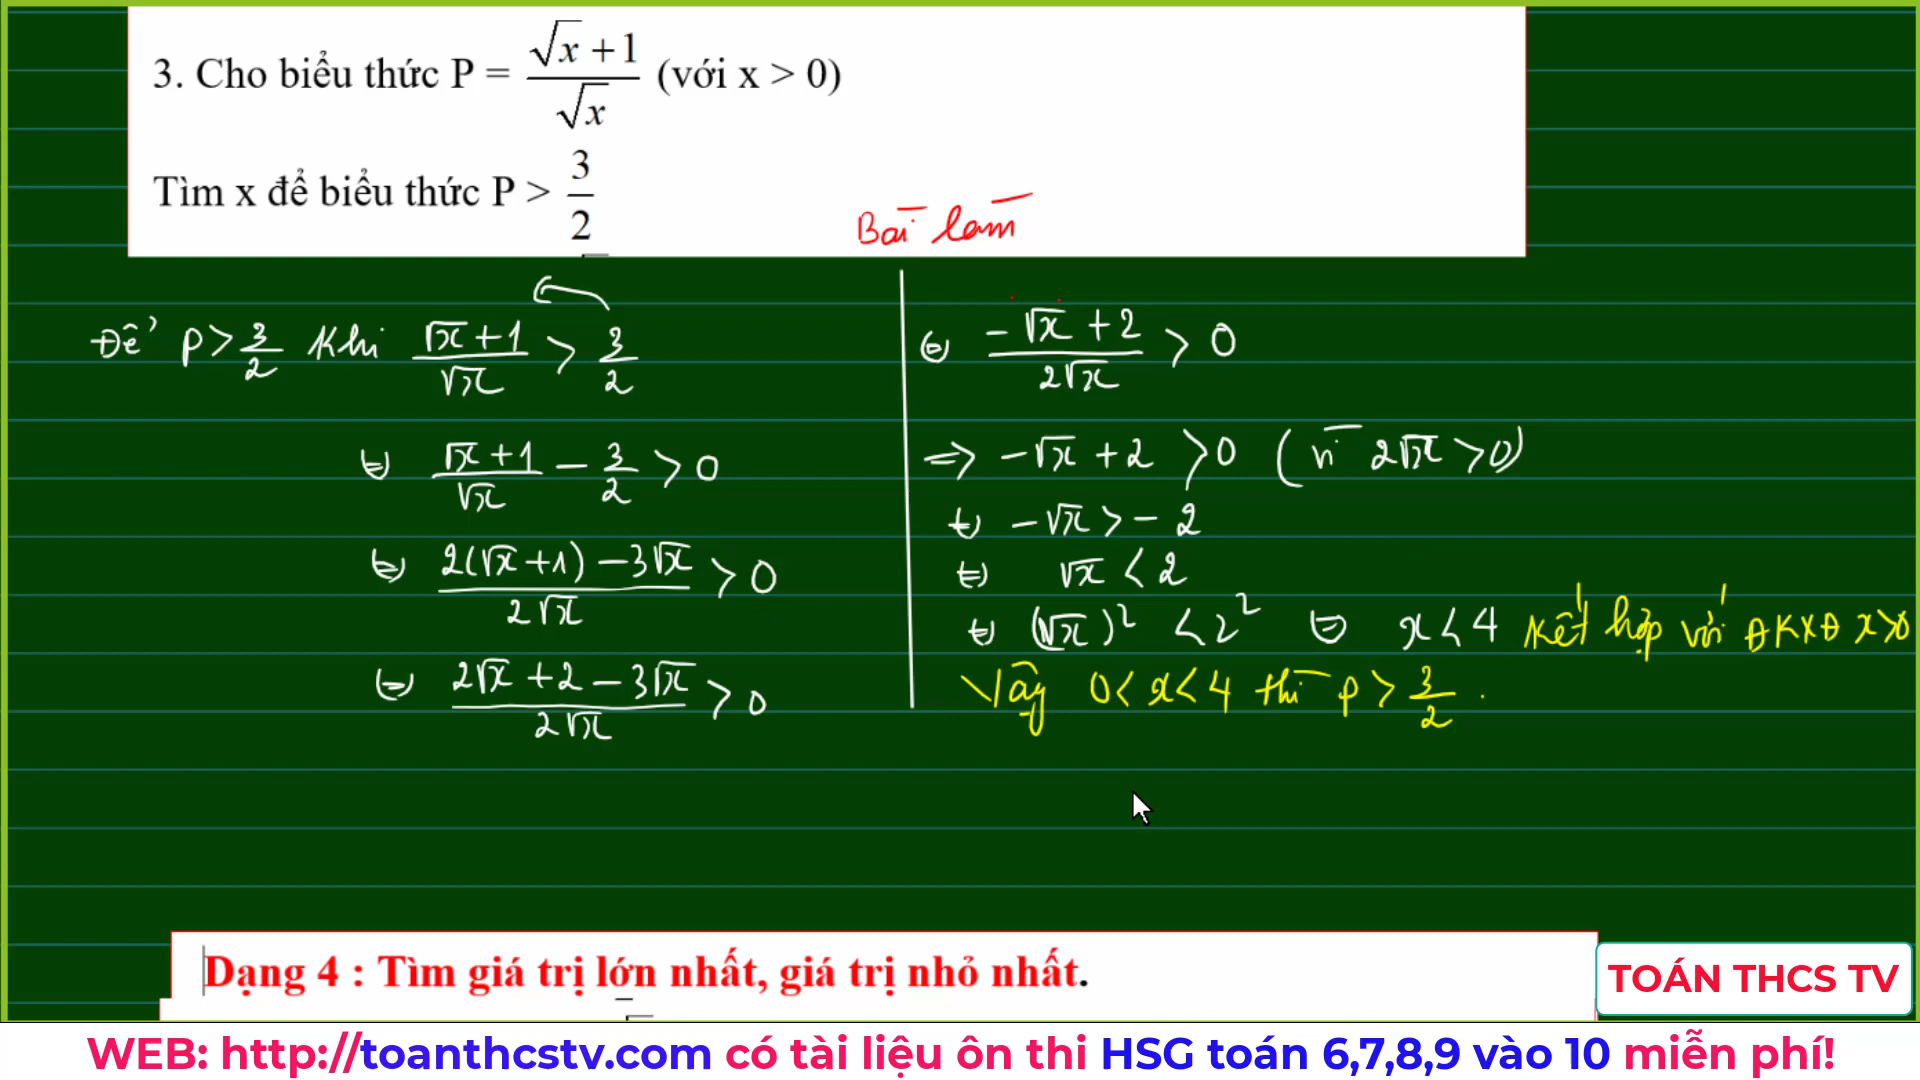 3. Cho biểu thức P = (√x + 1)/√x (với x > 0)
Tìm x để biểu thức P > 3/2
Bài làm
Để P > 3/2 Khi (√x + 1)/√x > 3/2
⇔ (√x + 1)/√x − 3/2 > 0
⇔ (2(√x + 1) − 3√x)/(2√x) > 0
⇔ (2√x + 2 − 3√x)/(2√x) > 0
⇔ (−√x + 2)/(2√x) > 0
=> −√x + 2 > 0 (vì 2√x > 0)
⇔ −√x > −2
⇔ √x < 2
⇔ (√x)² < 2² ⇔ x < 4 Kết hợp với ĐKXĐ x>0
Vậy 0 < x < 4 thì P > 3/2.
Dạng 4 : Tìm giá trị lớn nhất, giá trị nhỏ nhất.
TOÁN THCS TV
WEB: http://toanthcstv.com có tài liệu ôn thi HSG toán 6,7,8,9 vào 10 miễn phí!